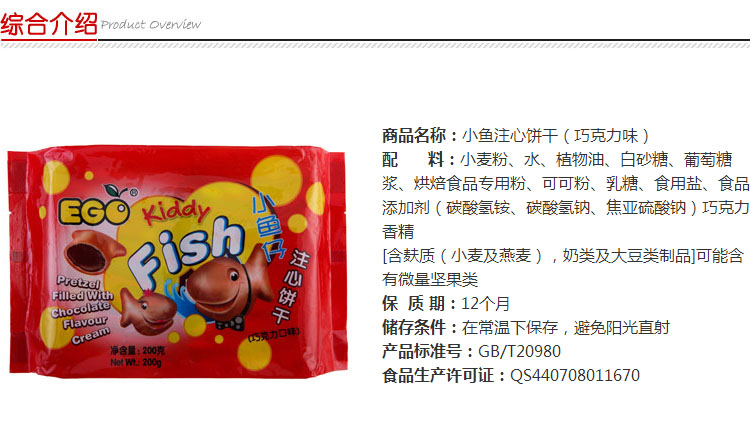 综合介绍 Product Overview
EGO ®
Kiddy
Fish
小鱼仔
注心饼干
(巧克力口味)
Pretzel
Filled With
Chocolate
Flavour
Cream
净含量：200克
Net Wt.: 200g
商品名称：小鱼注心饼干（巧克力味）
配 料：小麦粉、水、植物油、白砂糖、葡萄糖
浆、烘焙食品专用粉、可可粉、乳糖、食用盐、食品
添加剂（碳酸氢铵、碳酸氢钠、焦亚硫酸钠）巧克力
香精
[含麸质（小麦及燕麦），奶类及大豆类制品]可能含
有微量坚果类
保 质 期：12个月
储存条件：在常温下保存，避免阳光直射
产品标准号：GB/T20980
食品生产许可证：QS440708011670